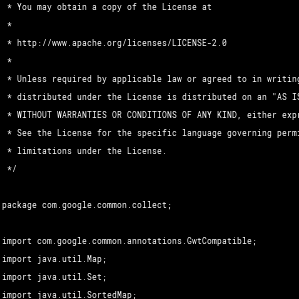 * You may obtain a copy of the License at
*
* http://www.apache.org/licenses/LICENSE-2.0
*
* Unless required by applicable law or agreed to in writing
* distributed under the License is distributed on an "AS IS
* WITHOUT WARRANTIES OR CONDITIONS OF ANY KIND, either
* See the License for the specific language governing
* limitations under the License.
*/
package com.google.common.collect;
import com.google.common.annotations.GwtCompatible;
import java.util.Map;
import java.util.Set;
import java.util.SortedMap;